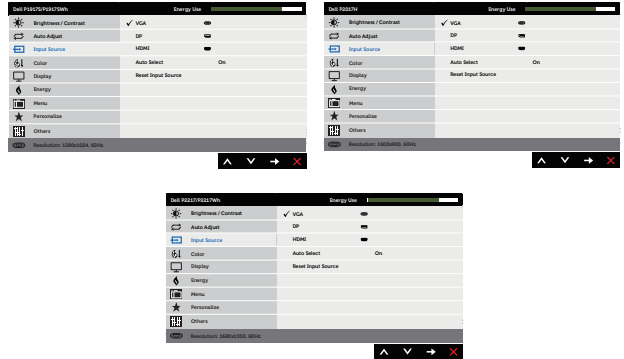 Dell P1917S/P1917SWh Energy Use
Brightness / Contrast ✓ VGA
Auto Adjust DP
Input Source HDMI
Color Auto Select On
Display Reset Input Source
Energy
Menu
Personalize
Others
Resolution: 1280x1024, 60Hz
Dell P2017H Energy Use
Brightness / Contrast ✓ VGA
Auto Adjust DP
Input Source HDMI
Color Auto Select On
Display Reset Input Source
Energy
Menu
Personalize
Others
Resolution: 1600x900, 60Hz
Dell P2217/P2217Wh Energy Use
Brightness / Contrast ✓ VGA
Auto Adjust DP
Input Source HDMI
Color Auto Select On
Display Reset Input Source
Energy
Menu
Personalize
Others
Resolution: 1680x1050, 60Hz